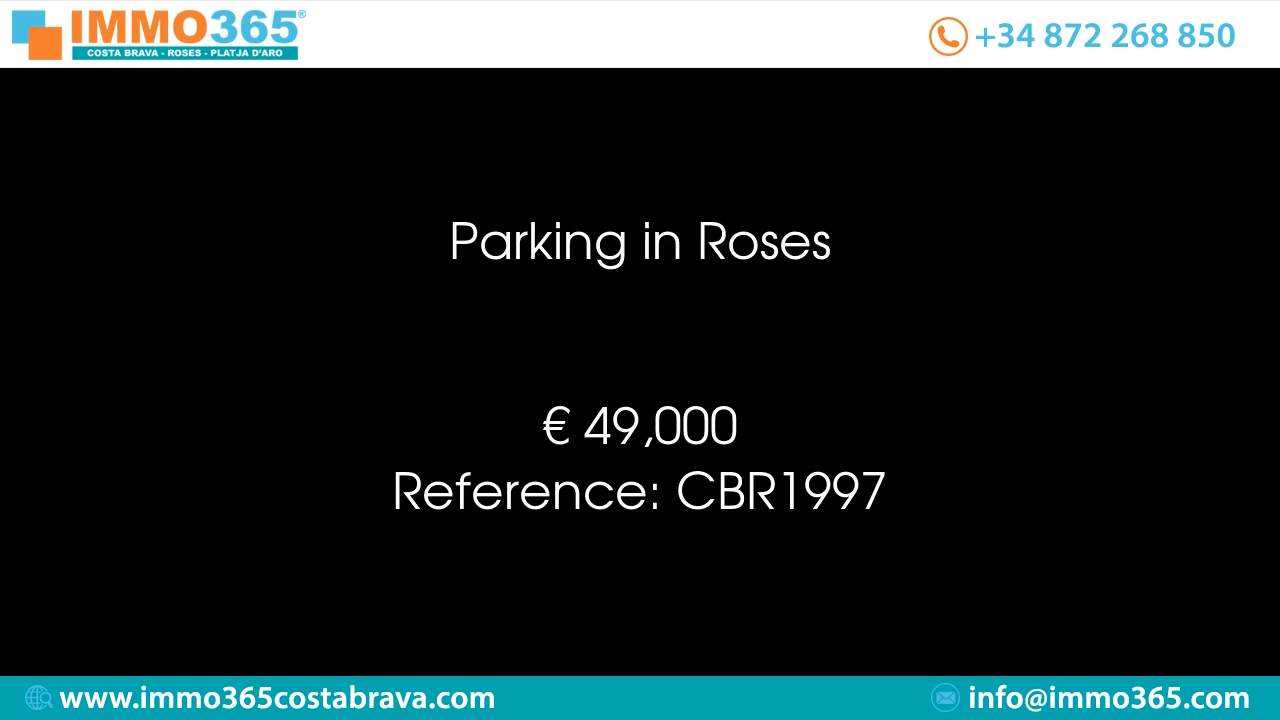 IMMO365®
COSTA BRAVA - ROSES - PLATJA D'ARO
+34 872 268 850
Parking in Roses
€ 49,000
Reference: CBR1997
www.immo365costabrava.com
info@immo365.com